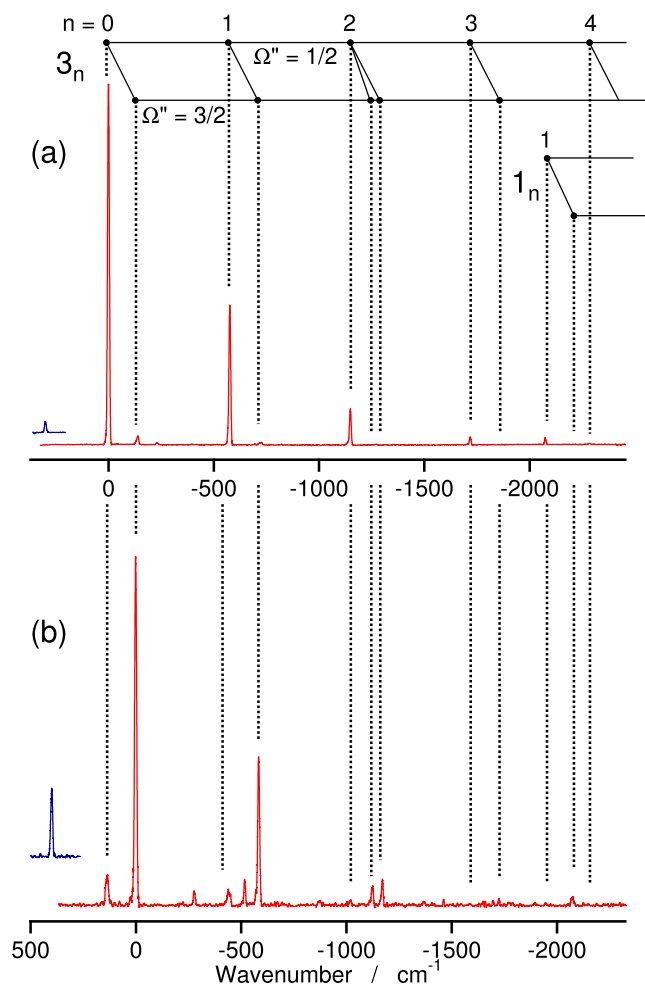 n = 0 1 2 3 4
3n
Ω" = 1/2
Ω" = 3/2
(a)
1
1n
0 -500 -1000 -1500 -2000
(b)
500 0 -500 -1000 -1500 -2000
Wavenumber / cm-1